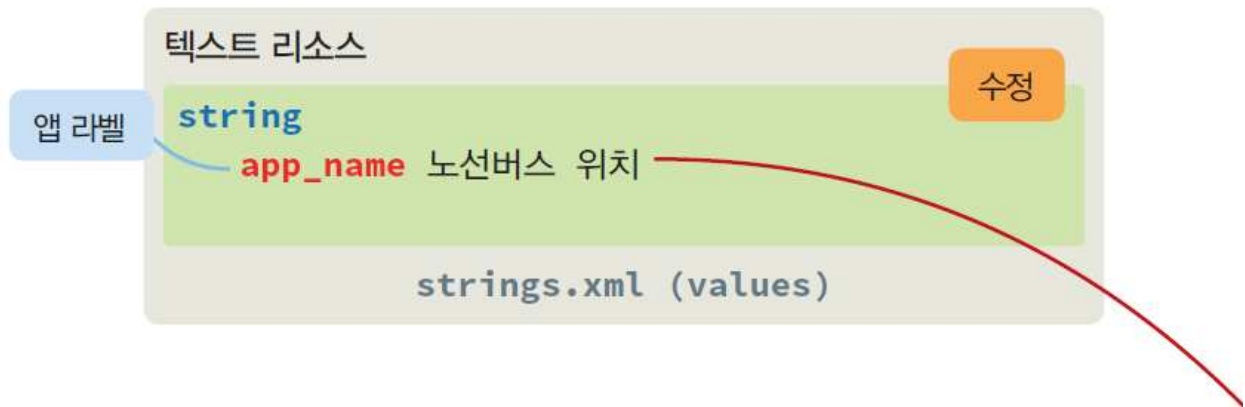 텍스트 리소스
수정
앱 라벨
string
app_name 노선버스 위치
strings.xml (values)